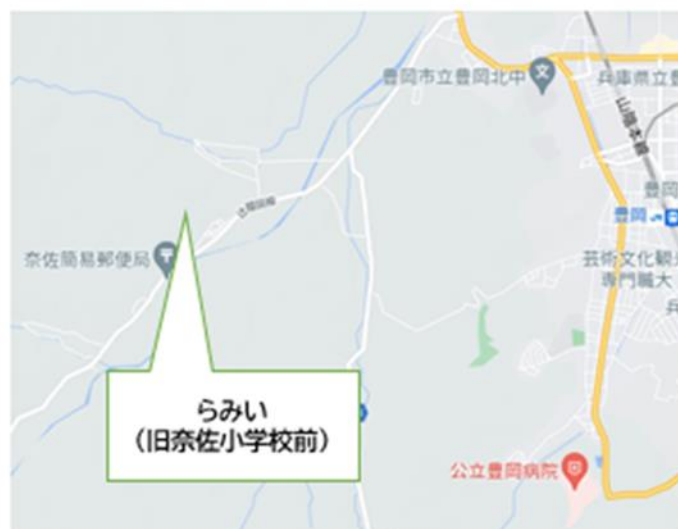 豊岡市立豊岡北中
兵庫県立豊
山陰本線
豊岡
豊岡
奈佐簡易郵便局
芸術文化観光
専門職大
兵
らみい
（旧奈佐小学校前）
公立豊岡病院